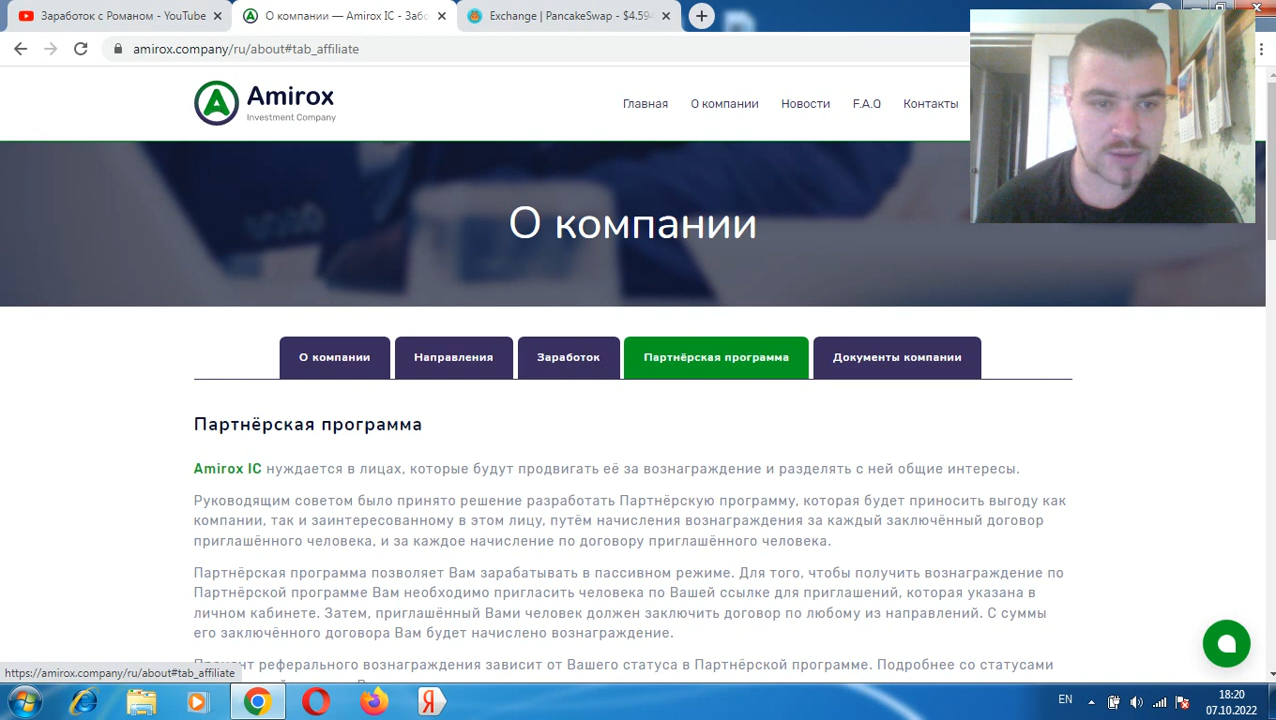 Заработок с Романом - YouTube
О компании — Amirox IC - Забо
Exchange | PancakeSwap - $4.59
amirox.company/ru/about#tab_affiliate
Amirox
Investment Company
Главная
О компании
Новости
F.A.Q
Контакты
О компании
О компании
Направления
Заработок
Партнёрская программа
Документы компании
Партнёрская программа
Amirox IC нуждается в лицах, которые будут продвигать её за вознаграждение и разделять с ней общие интересы.
Руководящим советом было принято решение разработать Партнёрскую программу, которая будет приносить выгоду как
компании, так и заинтересованному в этом лицу, путём начисления вознаграждения за каждый заключённый договор
приглашённого человека, и за каждое начисление по договору приглашённого человека.
Партнёрская программа позволяет Вам зарабатывать в пассивном режиме. Для того, чтобы получить вознаграждение по
Партнёрской программе Вам необходимо пригласить человека по Вашей ссылке для приглашений, которая указана в
личном кабинете. Затем, приглашённый Вами человек должен заключить договор по любому из направлений. С суммы
его заключённого договора Вам будет начислено вознаграждение.
Процент реферального вознаграждения зависит от Вашего статуса в Партнёрской программе. Подробнее со статусами
https://amirox.company/ru/about#tab_affiliate
EN
18:20
07.10.2022